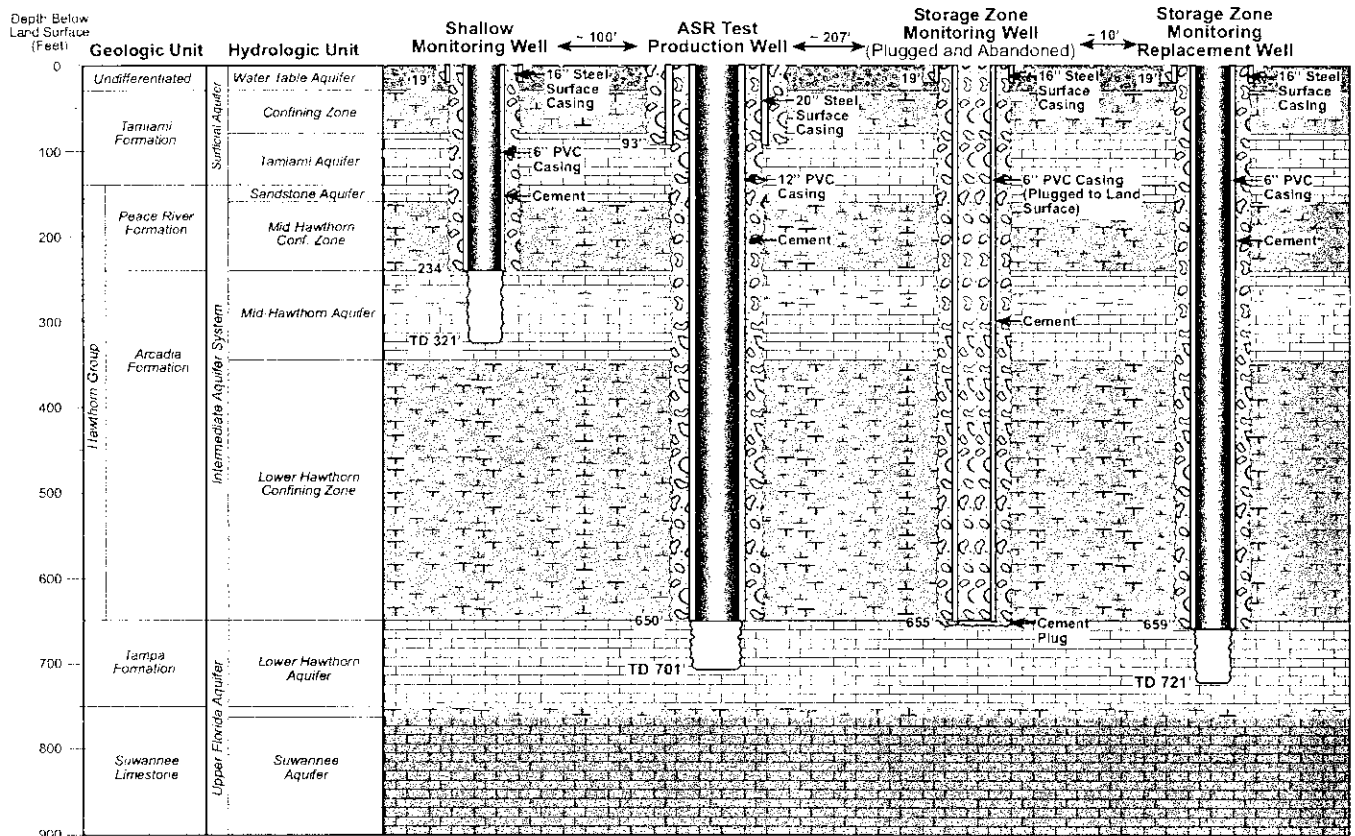 Depth Below
Land Surface
(Feet)
Geologic Unit
Hydrologic Unit
Shallow
Monitoring Well
~ 100'
ASR Test
Production Well
~ 207'
Storage Zone
Monitoring Well
(Plugged and Abandoned)
~ 18'
Storage Zone
Monitoring
Replacement Well
0
100
200
300
400
500
600
700
800
900
Undifferentiated
Tamiami
Formation
Peace River
Formation
Arcadia
Formation
Hawthorn Group
Tampa
Formation
Suwannee
Limestone
Surficial Aquifer
Intermediate Aquifer System
Upper Florida Aquifer
Water Table Aquifer
Confining Zone
Tamiami Aquifer
Sandstone Aquifer
Mid Hawthorn
Conf. Zone
Mid-Hawthorn Aquifer
Lower Hawthorn
Confining Zone
Lower Hawthorn
Aquifer
Suwannee
Aquifer
19'
16" Steel
Surface
Casing
6" PVC
Casing
Cement
234'
TD 321'
93'
20" Steel
Surface
Casing
12" PVC
Casing
Cement
650'
TD 701'
19'
16" Steel
Surface
Casing
6" PVC Casing
(Plugged to Land
Surface)
Cement
655'
Cement
Plug
19'
16" Steel
Surface
Casing
6" PVC
Casing
Cement
659'
TD 721'